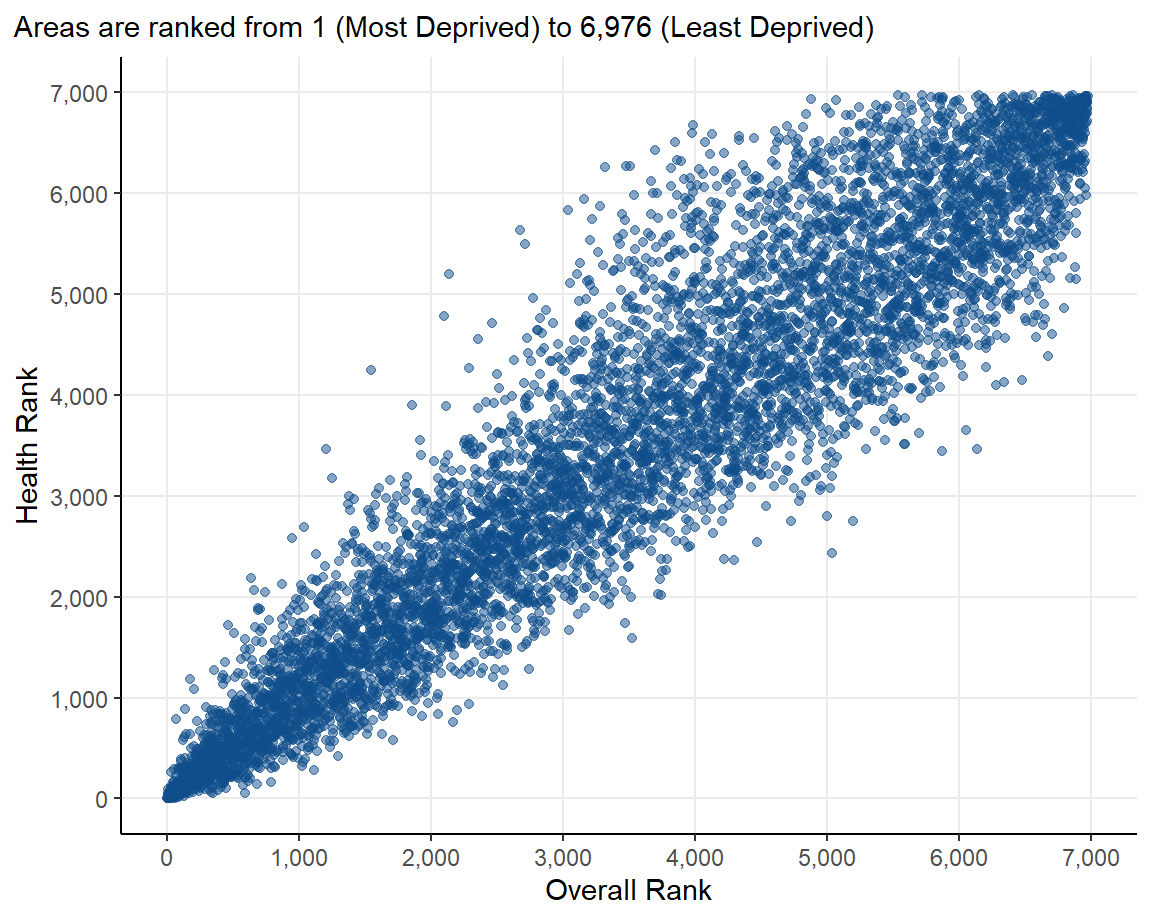 Areas are ranked from 1 (Most Deprived) to 6,976 (Least Deprived)
7,000
6,000
5,000
4,000
3,000
2,000
1,000
0
Health Rank
0 1,000 2,000 3,000 4,000 5,000 6,000 7,000
Overall Rank